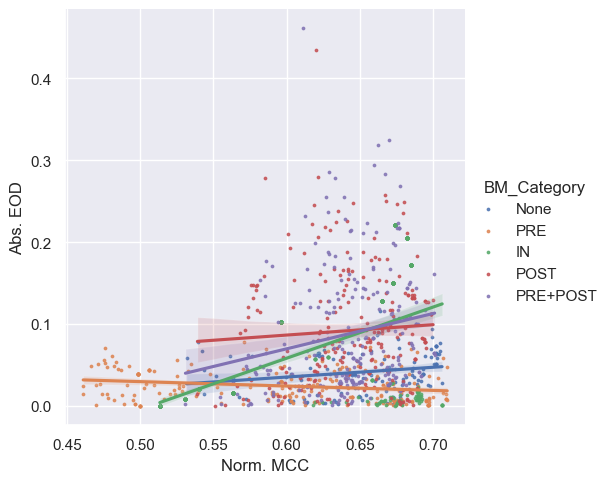 0.4
0.3
0.2
0.1
0.0
Abs. EOD
0.45 0.50 0.55 0.60 0.65 0.70
Norm. MCC
BM_Category
None
PRE
IN
POST
PRE+POST